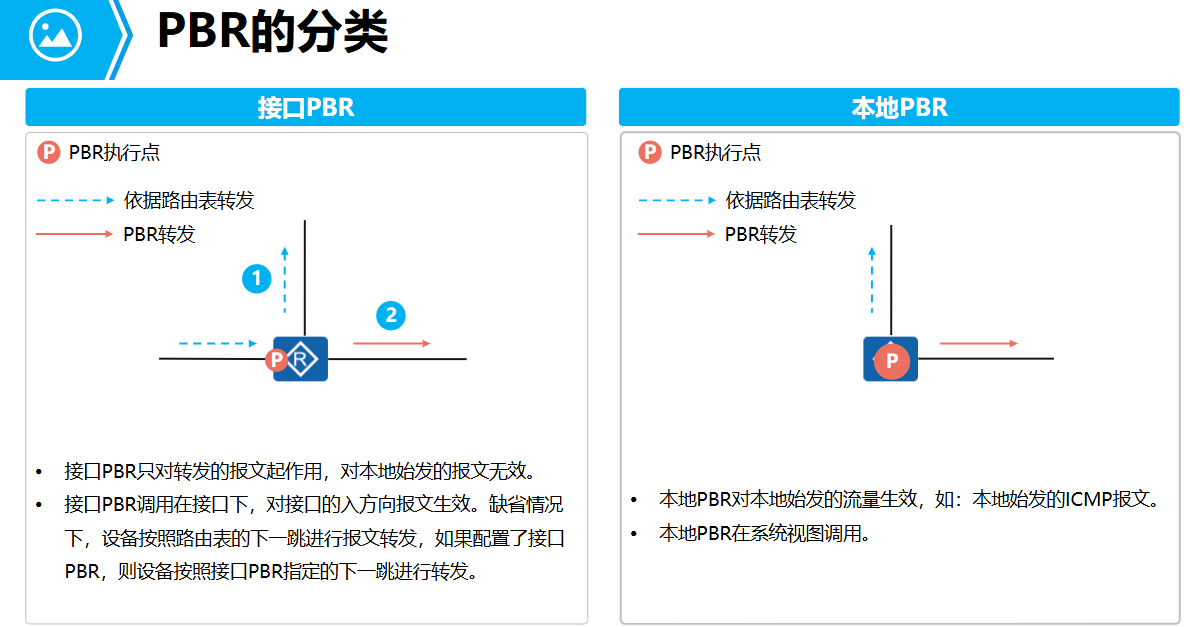 PBR的分类
接口PBR
P PBR执行点
依据路由表转发
PBR转发
1
2
P R
• 接口PBR只对转发的报文起作用，对本地始发的报文无效。
• 接口PBR调用在接口下，对接口的入方向报文生效。缺省情况
下，设备按照路由表的下一跳进行报文转发，如果配置了接口
PBR，则设备按照接口PBR指定的下一跳进行转发。
本地PBR
P PBR执行点
依据路由表转发
PBR转发
P
• 本地PBR对本地始发的流量生效，如：本地始发的ICMP报文。
• 本地PBR在系统视图调用。